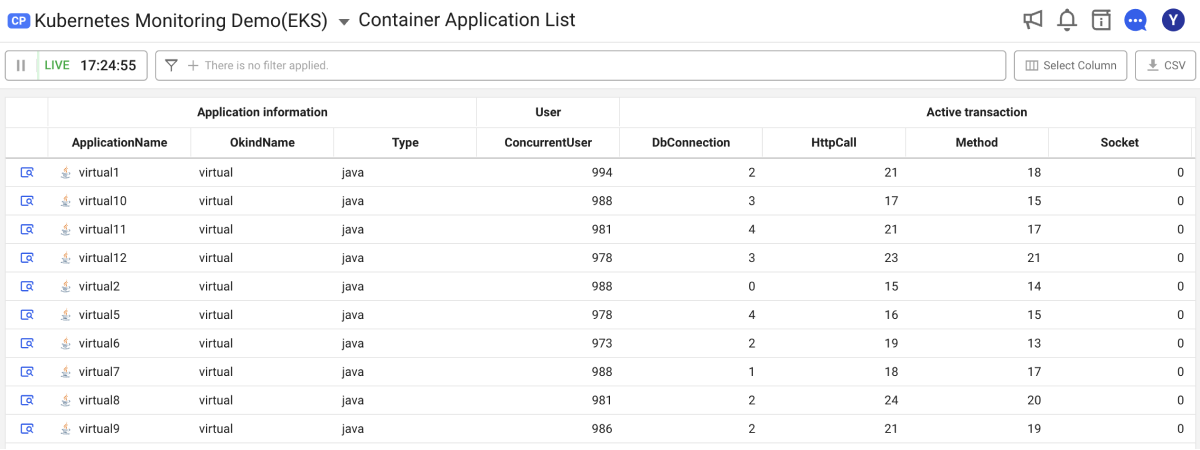 CP Kubernetes Monitoring Demo(EKS) Container Application List Y
LIVE 17:24:55 There is no filter applied. Select Column CSV
Application information User Active transaction
ApplicationName OkindName Type ConcurrentUser DbConnection HttpCall Method Socket
virtual1 virtual java 994 2 21 18 0
virtual10 virtual java 988 3 17 15 0
virtual11 virtual java 981 4 21 17 0
virtual12 virtual java 978 3 23 21 0
virtual2 virtual java 988 0 15 14 0
virtual5 virtual java 978 4 16 15 0
virtual6 virtual java 973 2 19 13 0
virtual7 virtual java 988 1 18 17 0
virtual8 virtual java 981 2 24 20 0
virtual9 virtual java 986 2 21 19 0